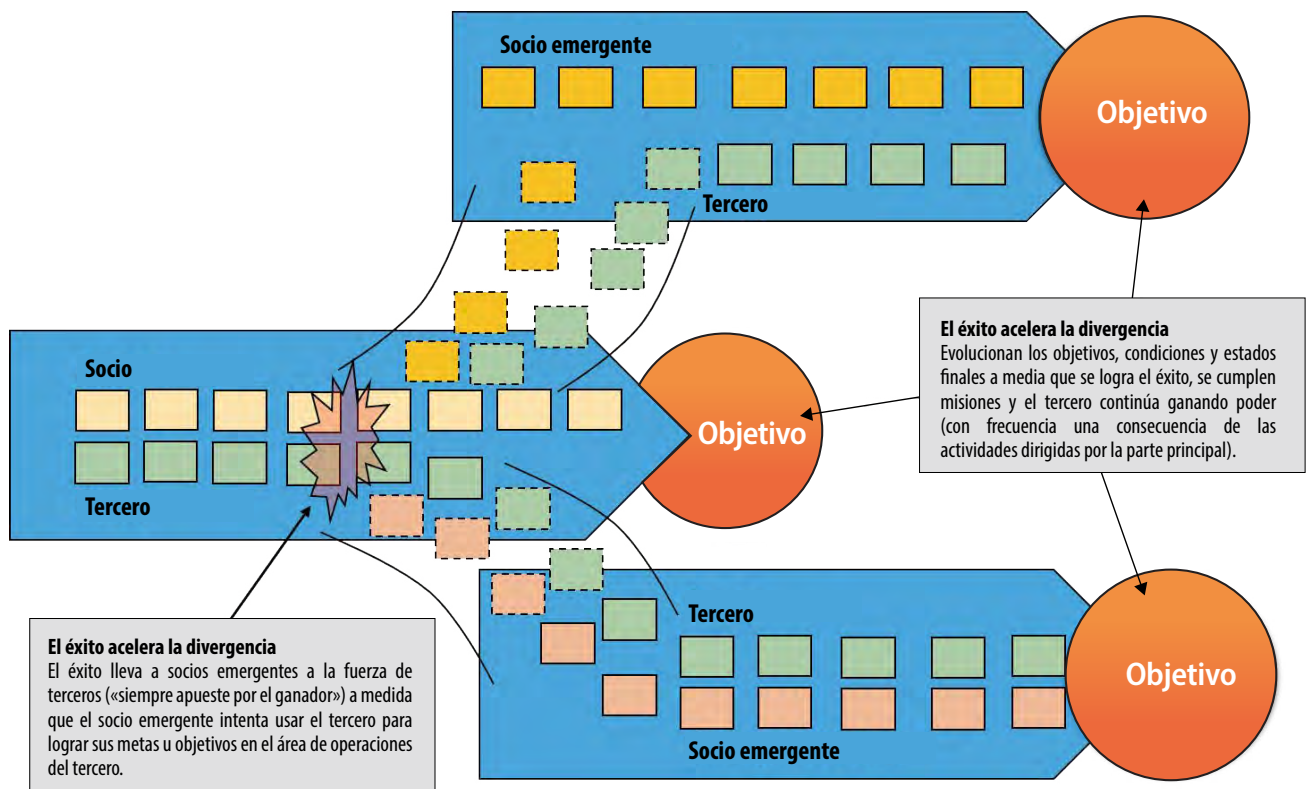 Socio emergente
Objetivo
Tercero
El éxito acelera la divergencia
Evolucionan los objetivos, condiciones y estados
finales a media que se logra el éxito, se cumplen
misiones y el tercero continúa ganando poder
(con frecuencia una consecuencia de las
actividades dirigidas por la parte principal).
Socio
Objetivo
Tercero
Tercero
Objetivo
Socio emergente
El éxito acelera la divergencia
El éxito lleva a socios emergentes a la fuerza de
terceros («siempre apueste por el ganador») a medida
que el socio emergente intenta usar el tercero para
lograr sus metas u objetivos en el área de operaciones
del tercero.